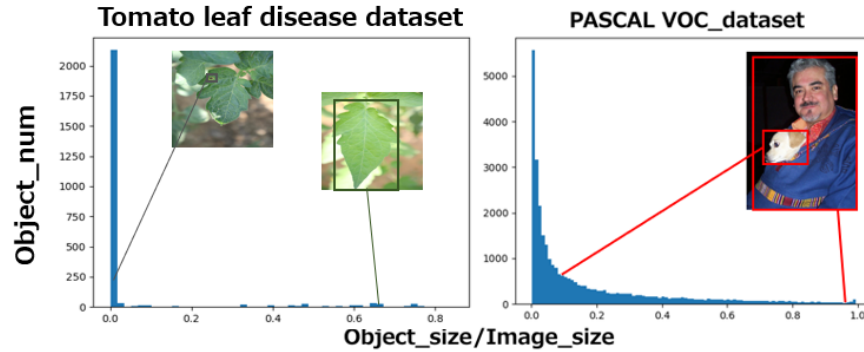 Tomato leaf disease dataset
PASCAL VOC_dataset
Object_num
2000
1750
1500
1250
1000
750
500
250
0
0.0 0.2 0.4 0.6 0.8
5000
4000
3000
2000
1000
0
0.0 0.2 0.4 0.6 0.8 1.0
Object_size/Image_size